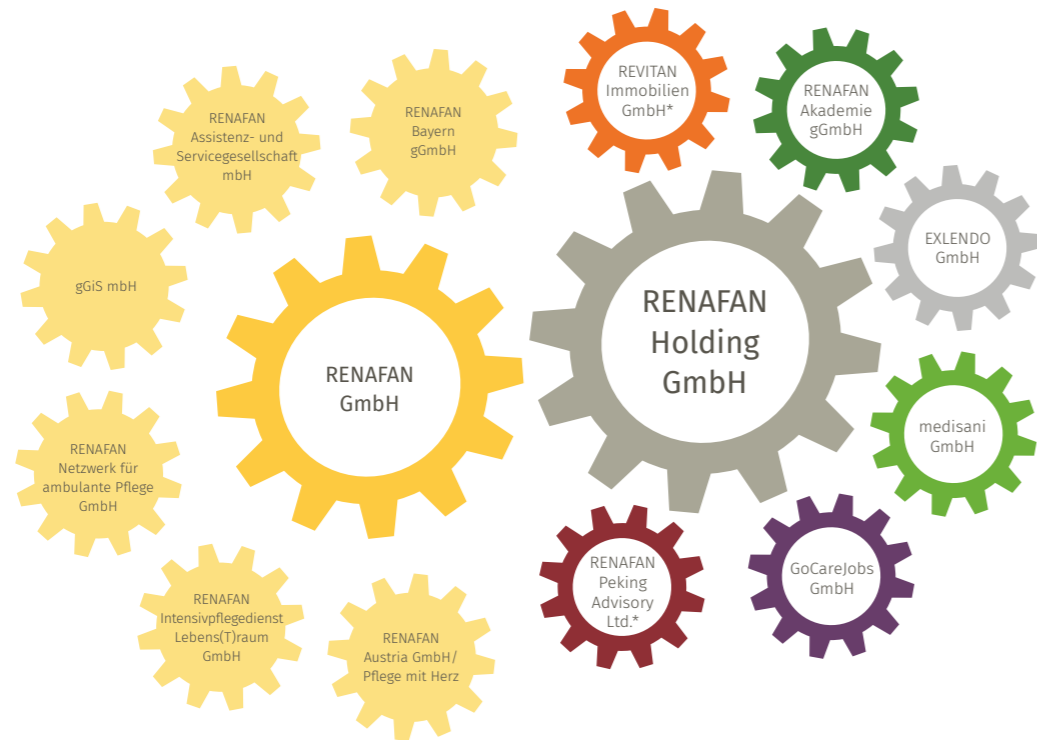 REVITAN
Immobilien
GmbH*
RENAFAN
Akademie
gGmbH
RENAFAN
Assistenz- und
Servicegesellschaft
mbH
RENAFAN
Bayern
gGmbH
EXLENDO
GmbH
gGiS mbH
RENAFAN
Holding
GmbH
RENAFAN
GmbH
medisani
GmbH
RENAFAN
Netzwerk für
ambulante Pflege
GmbH
RENAFAN
Peking
Advisory
Ltd.*
GoCareJobs
GmbH
RENAFAN
Intensivpflegedienst
Lebens(T)raum
GmbH
RENAFAN
Austria GmbH/
Pflege mit Herz